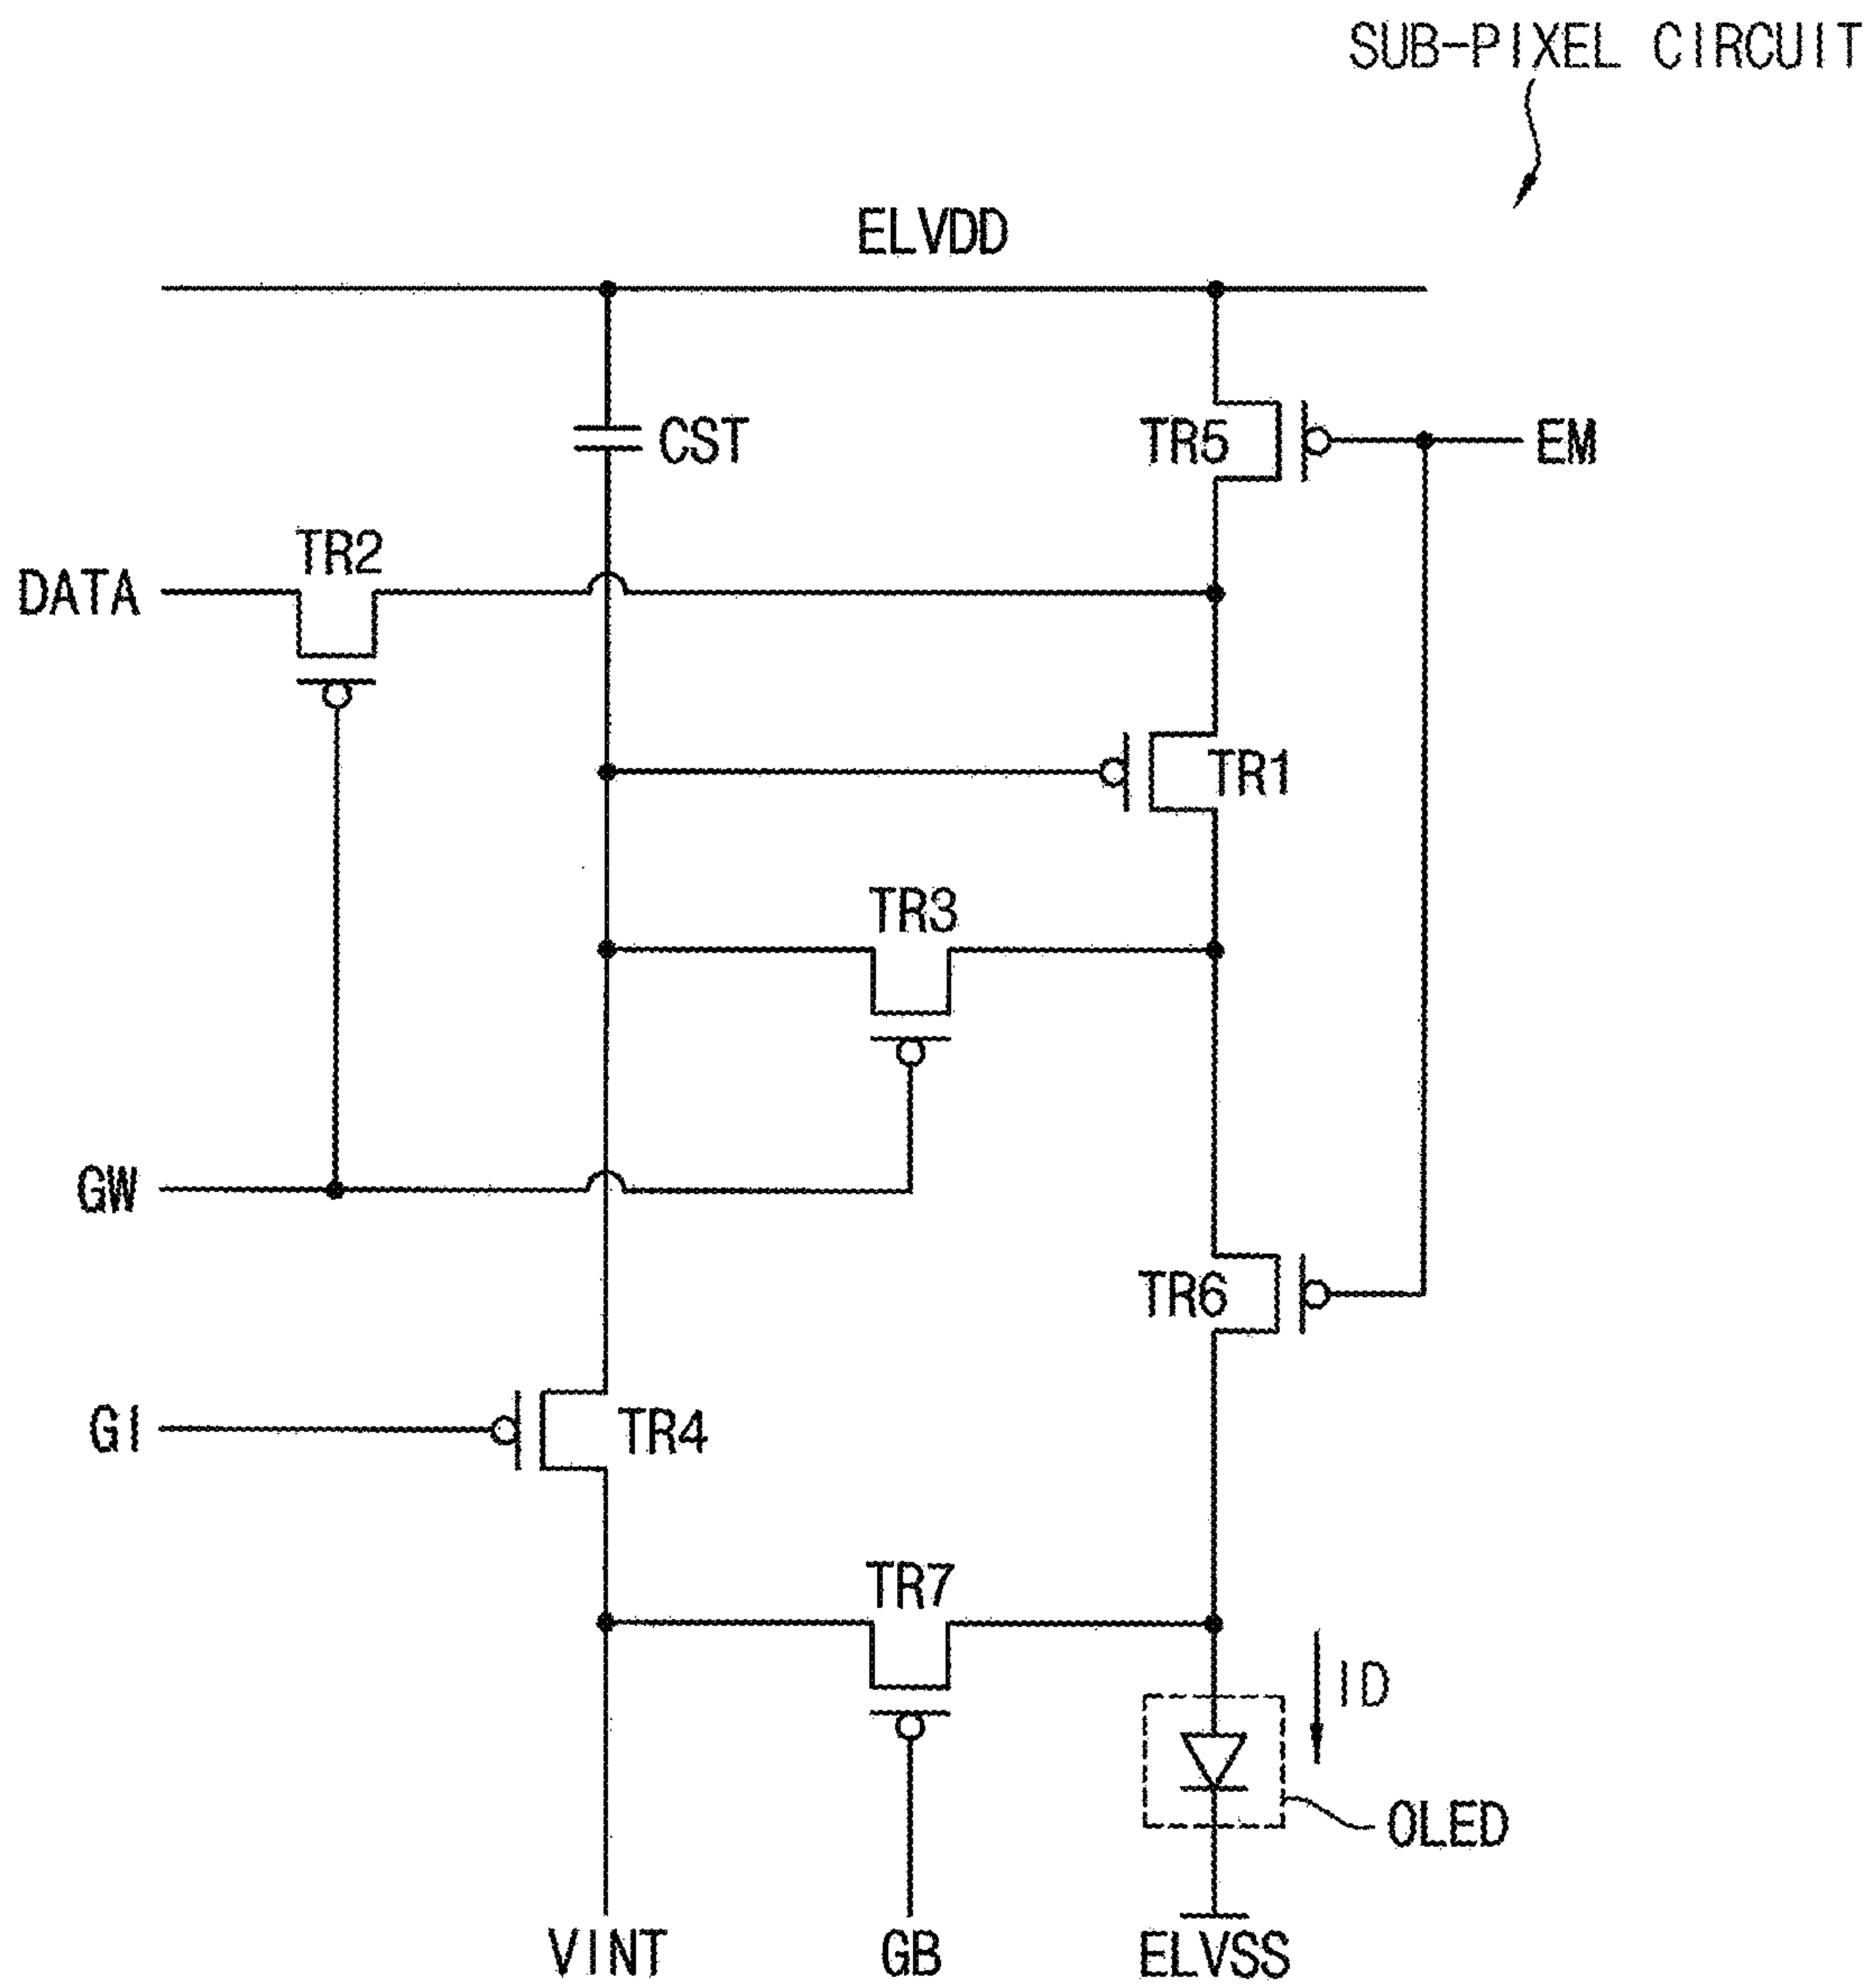 SUB-PIXEL CIRCUIT
ELVDD
CST
TR5
EM
TR2
DATA
TR1
TR3
GW
TR6
GI
TR4
TR7
ID
OLED
VINT
GB
ELVSS